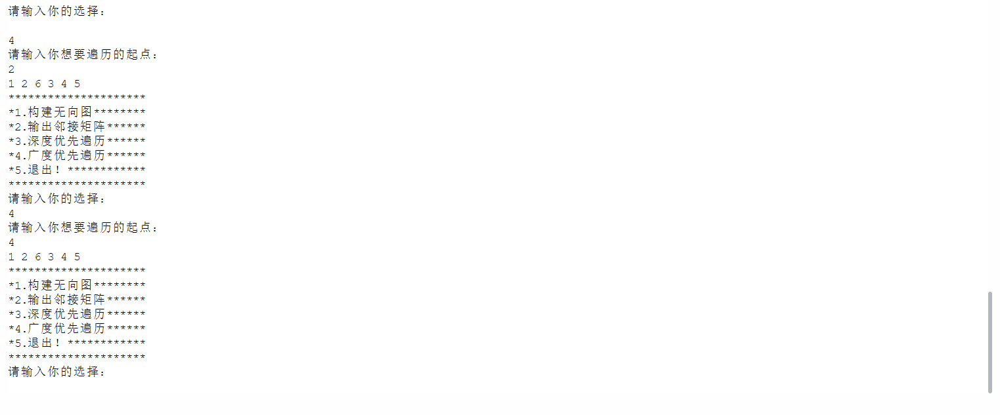 请输入你的选择：
4
请输入你想要遍历的起点：
2
1 2 6 3 4 5
*********************
*1.构建无向图********
*2.输出邻接矩阵******
*3.深度优先遍历******
*4.广度优先遍历******
*5.退出！************
*********************
请输入你的选择：
4
请输入你想要遍历的起点：
4
1 2 6 3 4 5
*********************
*1.构建无向图********
*2.输出邻接矩阵******
*3.深度优先遍历******
*4.广度优先遍历******
*5.退出！************
*********************
请输入你的选择：